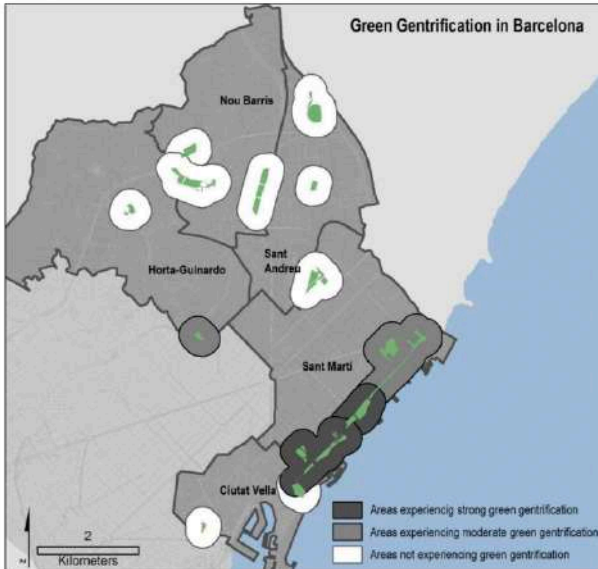 Green Gentrification in Barcelona
Nou Barris
Horta-Guinardo
Sant
Andreu
Sant Marti
Ciutat Vella
2
Kilometers
z
Areas experiencig strong green gentrification
Areas experiencing moderate green gentrification
Areas not experiencing green gentrification